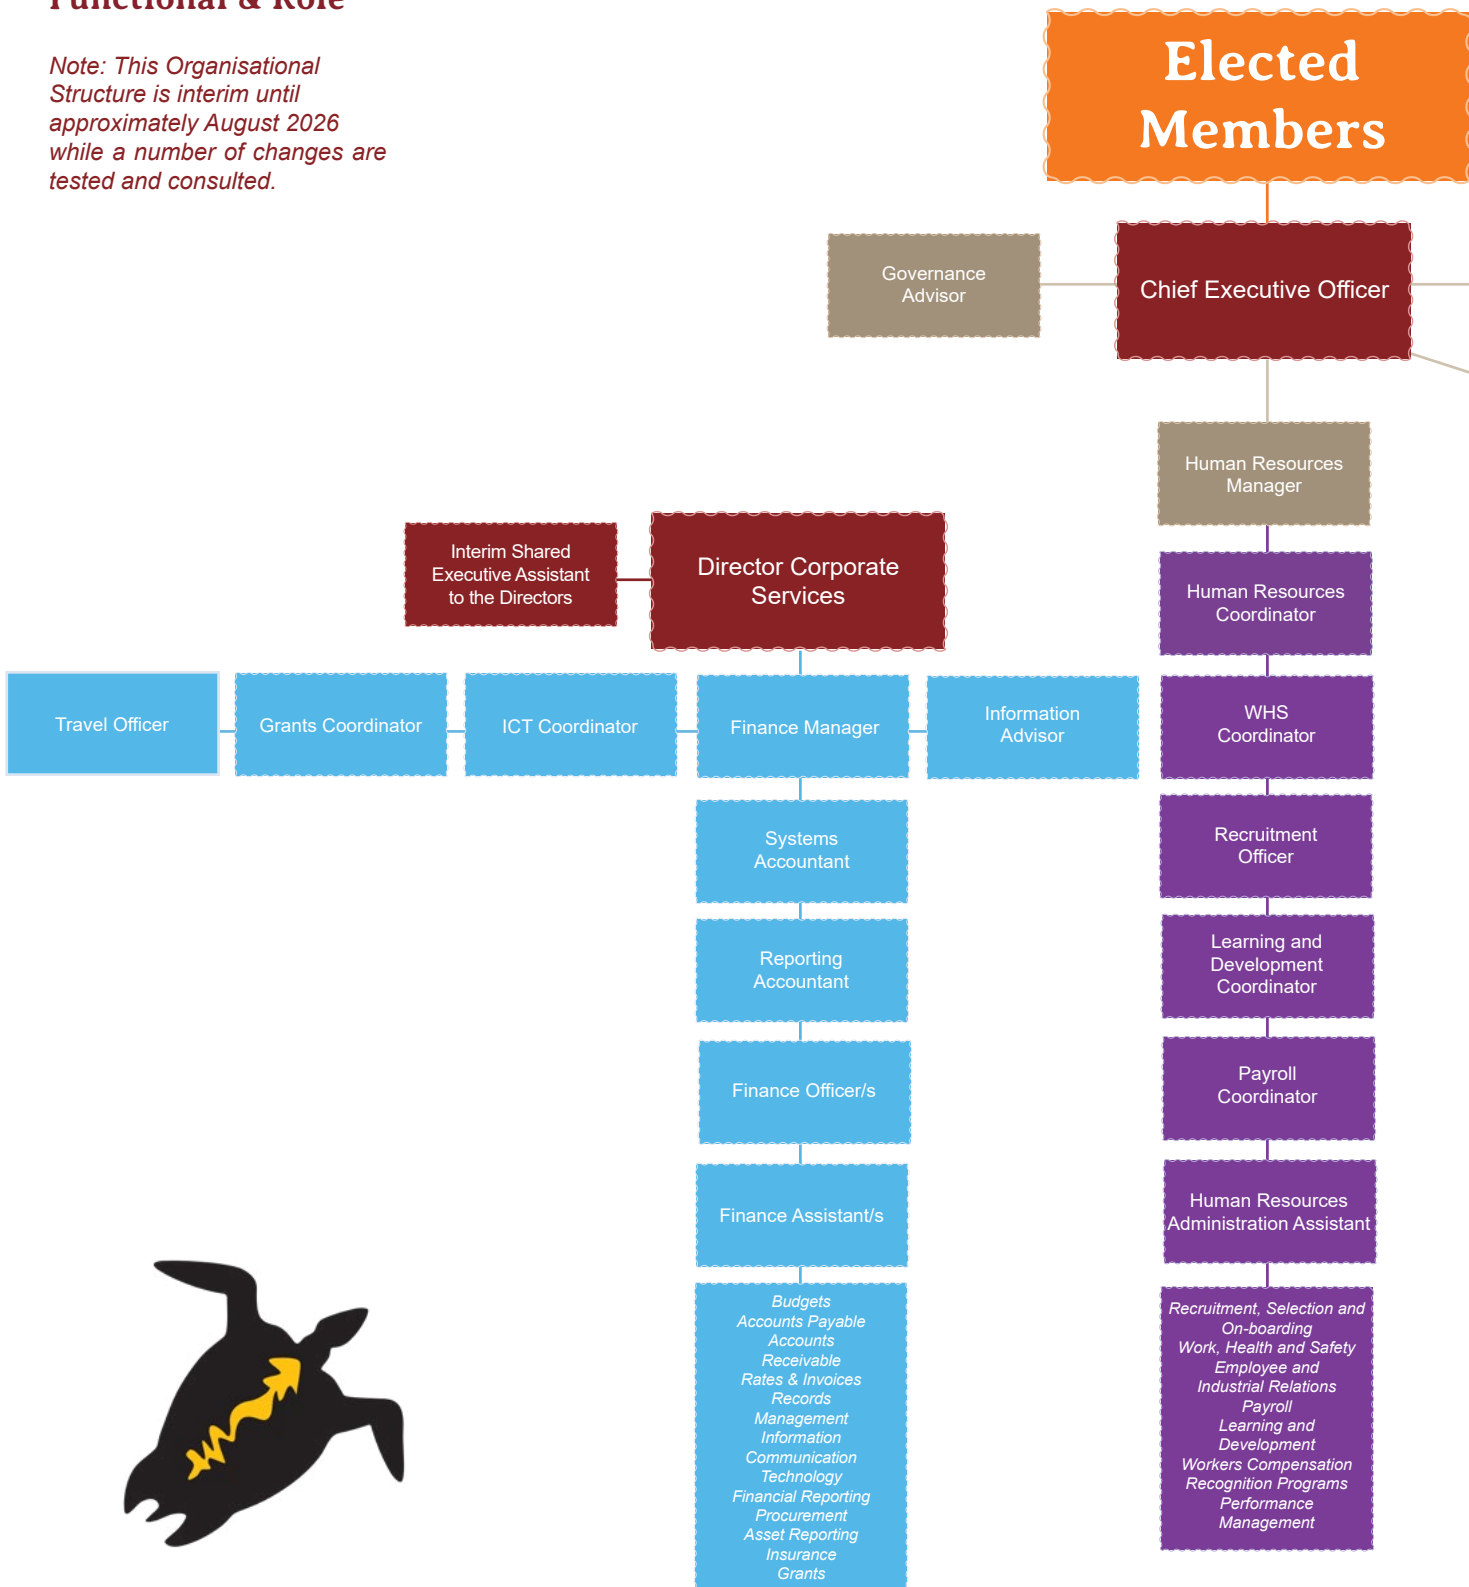 Functional & Role
Note: This Organisational
Structure is interim until
approximately August 2026
while a number of changes are
tested and consulted.
Elected
Members
Governance
Advisor
Chief Executive Officer
Human Resources
Manager
Interim Shared
Executive Assistant
to the Directors
Director Corporate
Services
Human Resources
Coordinator
Travel Officer
Grants Coordinator
ICT Coordinator
Finance Manager
Information
Advisor
WHS
Coordinator
Systems
Accountant
Recruitment
Officer
Reporting
Accountant
Learning and
Development
Coordinator
Finance Officer/s
Payroll
Coordinator
Finance Assistant/s
Human Resources
Administration Assistant
Budgets
Accounts Payable
Accounts
Receivable
Rates & Invoices
Records
Management
Information
Communication
Technology
Financial Reporting
Procurement
Asset Reporting
Insurance
Grants
Recruitment, Selection and
On-boarding
Work, Health and Safety
Employee and
Industrial Relations
Payroll
Learning and
Development
Workers Compensation
Recognition Programs
Performance
Management